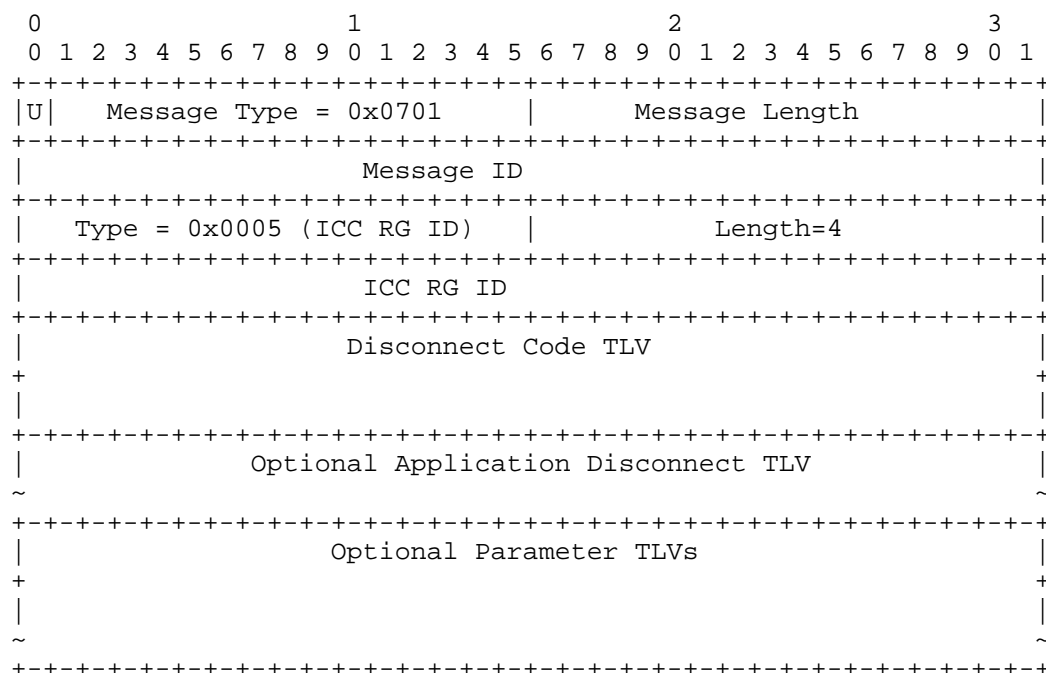 0                   1                   2                   3
 0 1 2 3 4 5 6 7 8 9 0 1 2 3 4 5 6 7 8 9 0 1 2 3 4 5 6 7 8 9 0 1
+-+-+-+-+-+-+-+-+-+-+-+-+-+-+-+-+-+-+-+-+-+-+-+-+-+-+-+-+-+-+-+-+
|U|   Message Type = 0x0701     |      Message Length           |
+-+-+-+-+-+-+-+-+-+-+-+-+-+-+-+-+-+-+-+-+-+-+-+-+-+-+-+-+-+-+-+-+
|                     Message ID                                |
+-+-+-+-+-+-+-+-+-+-+-+-+-+-+-+-+-+-+-+-+-+-+-+-+-+-+-+-+-+-+-+-+
|   Type = 0x0005 (ICC RG ID)   |           Length=4            |
+-+-+-+-+-+-+-+-+-+-+-+-+-+-+-+-+-+-+-+-+-+-+-+-+-+-+-+-+-+-+-+-+
|                     ICC RG ID                                 |
+-+-+-+-+-+-+-+-+-+-+-+-+-+-+-+-+-+-+-+-+-+-+-+-+-+-+-+-+-+-+-+-+
|                    Disconnect Code TLV                        |
+                                                               +
|                                                               |
+-+-+-+-+-+-+-+-+-+-+-+-+-+-+-+-+-+-+-+-+-+-+-+-+-+-+-+-+-+-+-+-+
|              Optional Application Disconnect TLV              |
~                                                               ~
+-+-+-+-+-+-+-+-+-+-+-+-+-+-+-+-+-+-+-+-+-+-+-+-+-+-+-+-+-+-+-+-+
|                   Optional Parameter TLVs                     |
+                                                               +
|                                                               |
~                                                               ~
+-+-+-+-+-+-+-+-+-+-+-+-+-+-+-+-+-+-+-+-+-+-+-+-+-+-+-+-+-+-+-+-+